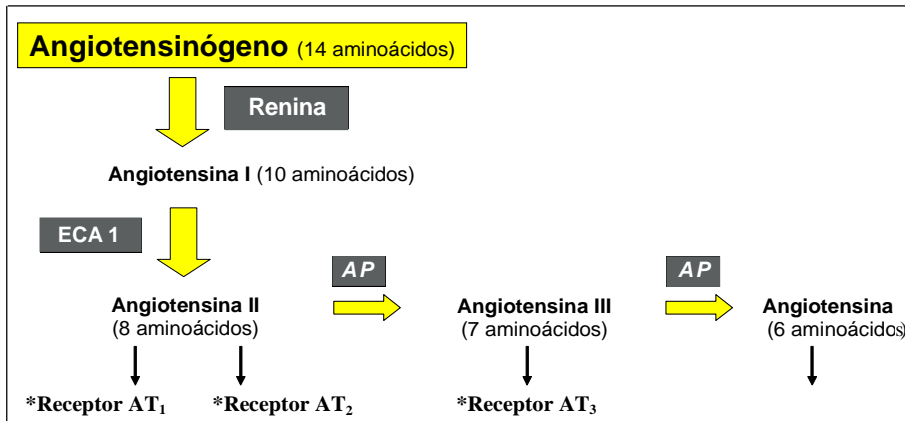 Angiotensinógeno (14 aminoácidos)
Renina
Angiotensina I (10 aminoácidos)
ECA 1
AP
AP
Angiotensina II
(8 aminoácidos)
Angiotensina III
(7 aminoácidos)
Angiotensina
(6 aminoácidos)
*Receptor AT₁
*Receptor AT₂
*Receptor AT₃